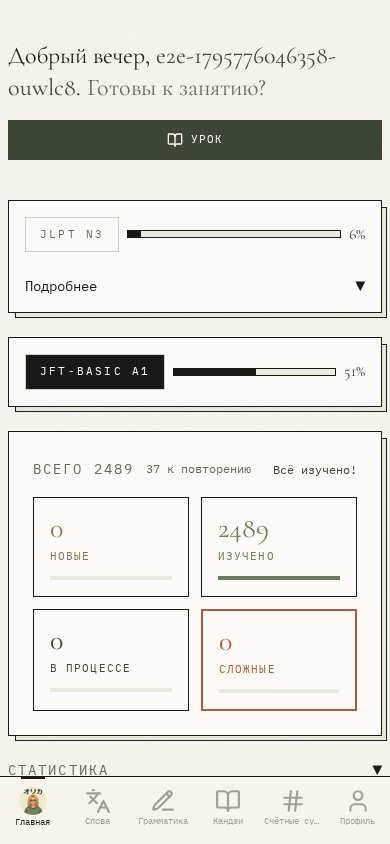 Добрый вечер, e2e-1795776046358-
ouwlc8. Готовы к занятию?
УРОК
JLPT N3
6%
Подробнее ▼
JFT-BASIC A1
51%
ВСЕГО 2489 37 к повторению Всё изучено!
0
НОВЫЕ
2489
ИЗУЧЕНО
0
В ПРОЦЕССЕ
0
СЛОЖНЫЕ
СТАТИСТИКА ▼
オリカ
Главная
Слова
Грамматика
Кандзи
Счётные су…
Профиль